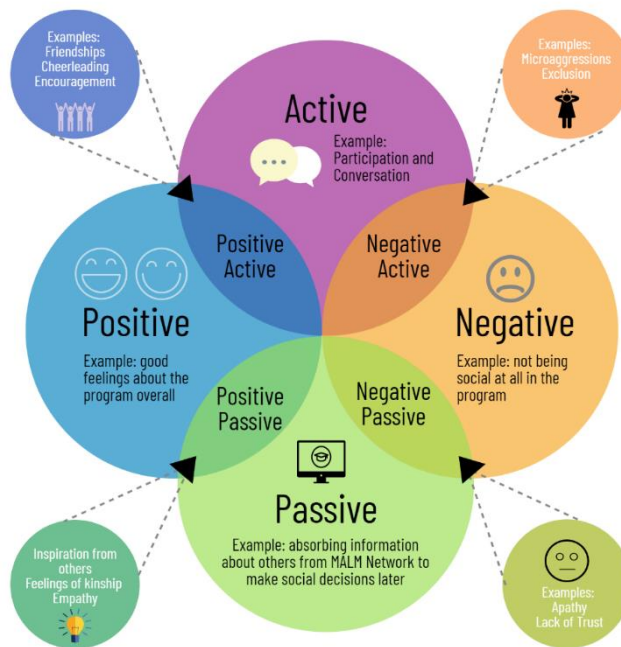 Examples:
Friendships
Cheerleading
Encouragement
Examples:
Microaggressions
Exclusion
Active
Example:
Participation and
Conversation
Positive
Active
Negative
Active
Positive
Example: good
feelings about the
program overall
Negative
Example: not being
social at all in the
program
Positive
Passive
Negative
Passive
Passive
Example: absorbing information
about others from MALM Network to
make social decisions later
Inspiration from
others
Feelings of kinship
Empathy
Examples:
Apathy
Lack of Trust